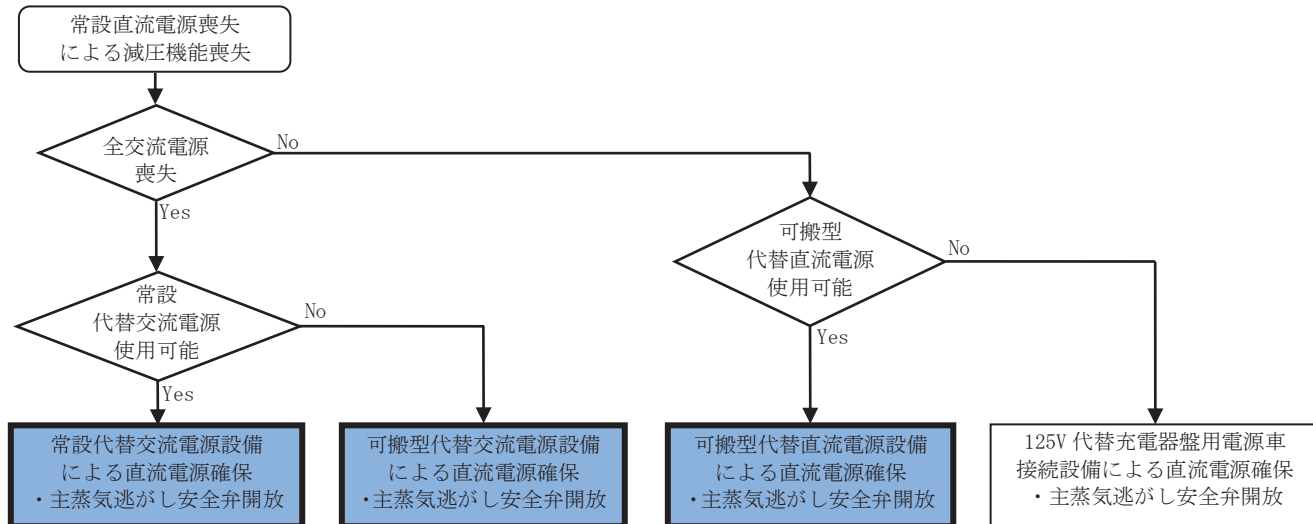 常設直流電源喪失
による減圧機能喪失
全交流電源
喪失
No
Yes
可搬型
代替直流電源
使用可能
No
Yes
常設
代替交流電源
使用可能
No
Yes
常設代替交流電源設備
による直流電源確保
・主蒸気逃がし安全弁開放
可搬型代替交流電源設備
による直流電源確保
・主蒸気逃がし安全弁開放
可搬型代替直流電源設備
による直流電源確保
・主蒸気逃がし安全弁開放
125V 代替充電器盤用電源車
接続設備による直流電源確保
・主蒸気逃がし安全弁開放